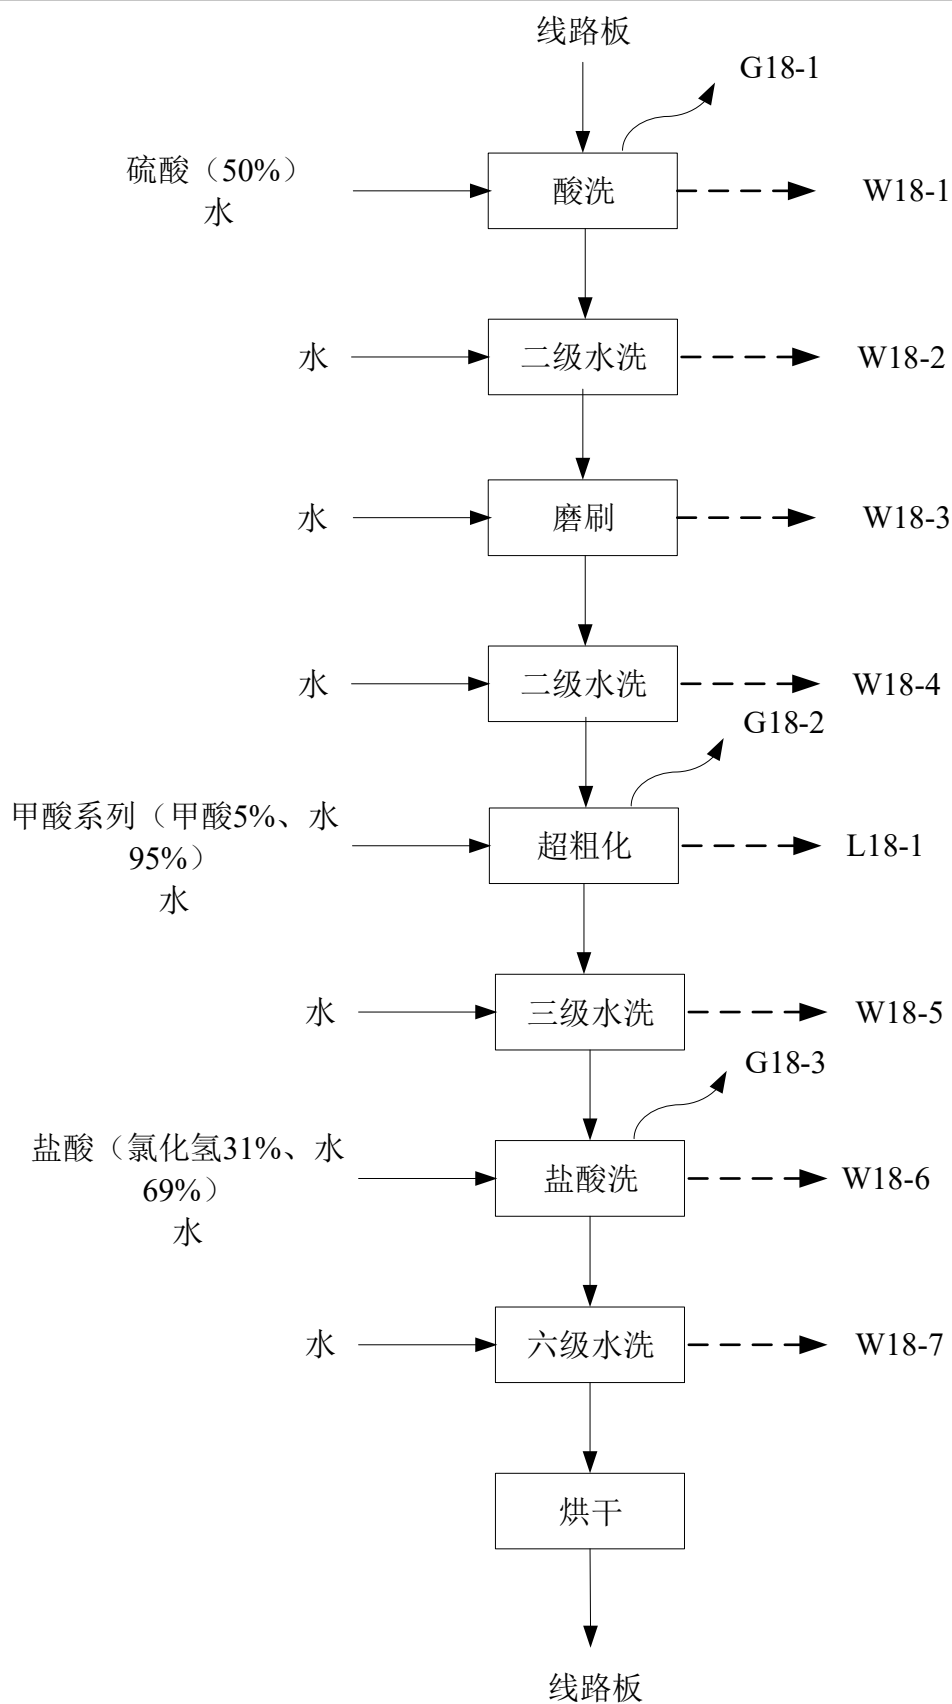 线路板
G18-1
硫酸（50%）
水
酸洗
W18-1
水
二级水洗
W18-2
水
磨刷
W18-3
水
二级水洗
W18-4
G18-2
甲酸系列（甲酸5%、水
95%）
水
超粗化
L18-1
水
三级水洗
W18-5
G18-3
盐酸（氯化氢31%、水
69%）
水
盐酸洗
W18-6
水
六级水洗
W18-7
烘干
线路板